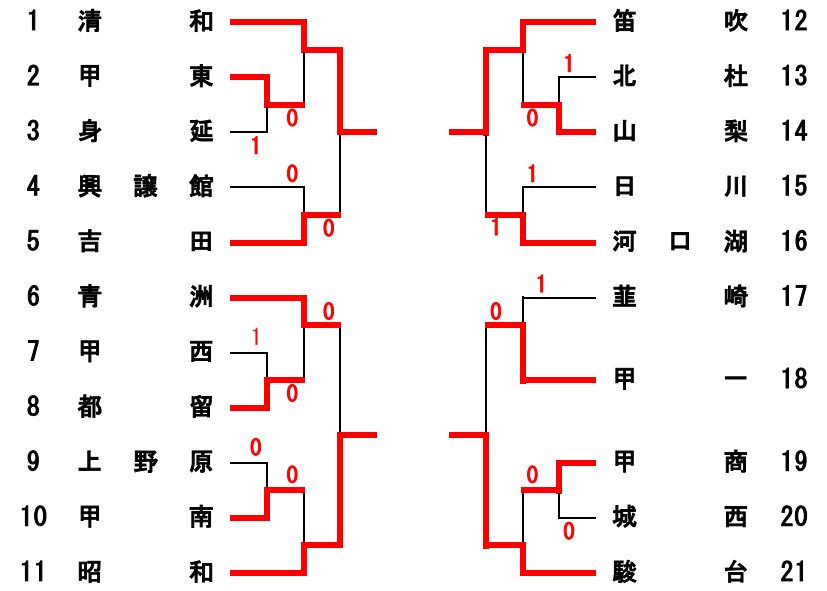 1 清和
2 甲東
1
0
3 身延
4 興譲館
0
0
5 吉田
6 青洲
0
7 甲西
1
0
8 都留
9 上野原
0
0
10 甲南
11 昭和
笛吹 12
1
北杜 13
0
山梨 14
1
日川 15
1
河口湖 16
1
韮崎 17
0
甲一 18
甲商 19
0
0
城西 20
駿台 21